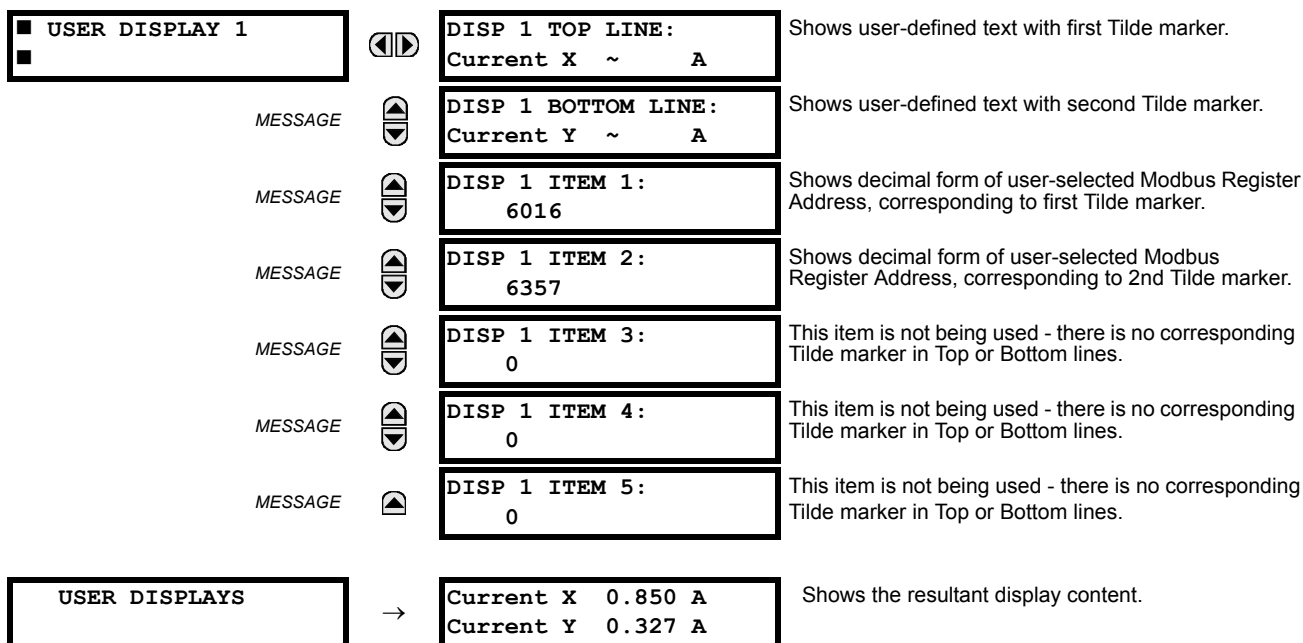 ■ USER DISPLAY 1
■
DISP 1 TOP LINE:
Current X ~ A
Shows user-defined text with first Tilde marker.
MESSAGE
DISP 1 BOTTOM LINE:
Current Y ~ A
Shows user-defined text with second Tilde marker.
MESSAGE
DISP 1 ITEM 1:
6016
Shows decimal form of user-selected Modbus Register
Address, corresponding to first Tilde marker.
MESSAGE
DISP 1 ITEM 2:
6357
Shows decimal form of user-selected Modbus
Register Address, corresponding to 2nd Tilde marker.
MESSAGE
DISP 1 ITEM 3:
0
This item is not being used - there is no corresponding
Tilde marker in Top or Bottom lines.
MESSAGE
DISP 1 ITEM 4:
0
This item is not being used - there is no corresponding
Tilde marker in Top or Bottom lines.
MESSAGE
DISP 1 ITEM 5:
0
This item is not being used - there is no corresponding
Tilde marker in Top or Bottom lines.
USER DISPLAYS
→
Current X 0.850 A
Current Y 0.327 A
Shows the resultant display content.